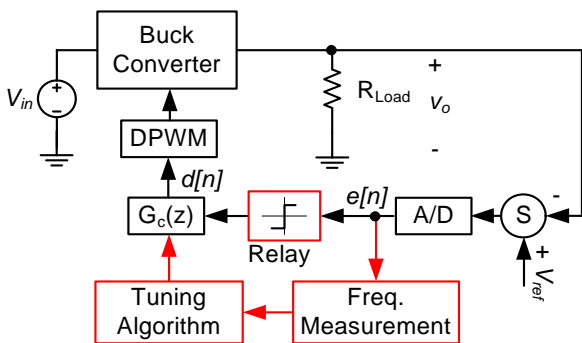 Buck
Converter
V_in
+
-
R_Load
+
v_o
-
DPWM
d[n]
G_c(z)
Relay
e[n]
A/D
S
-
+
V_ref
Tuning
Algorithm
Freq.
Measurement